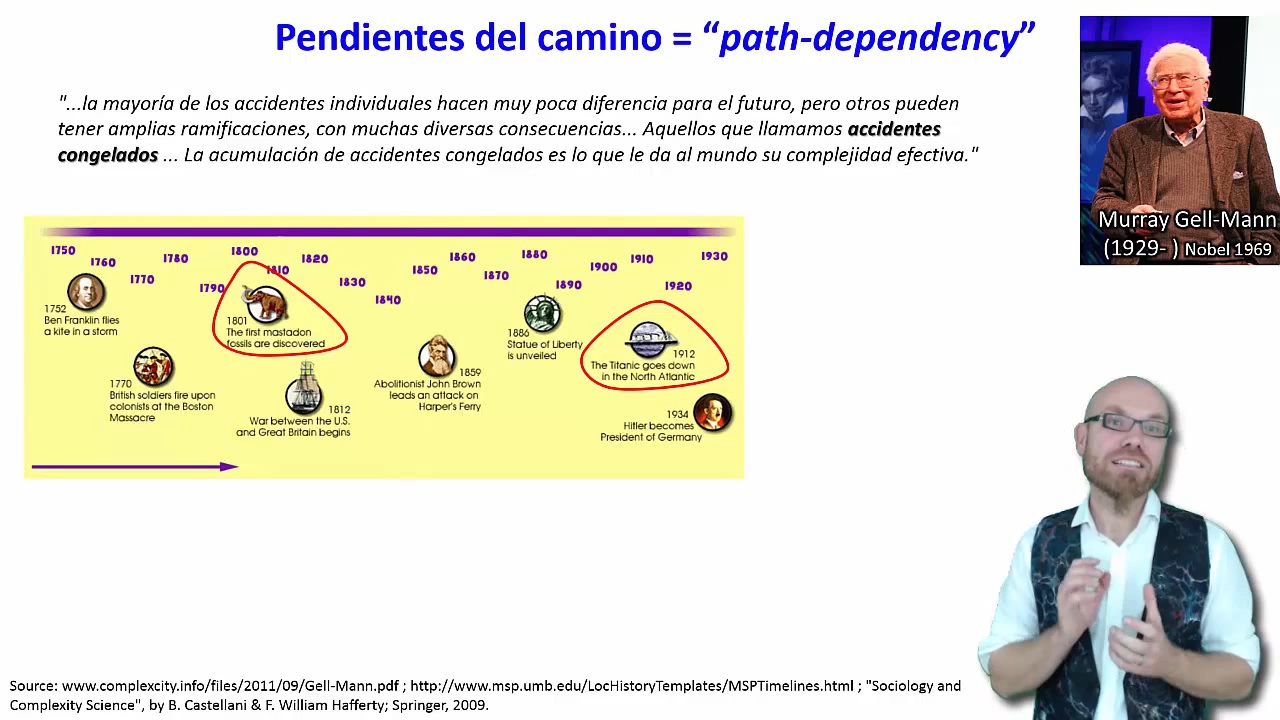 Pendientes del camino = “path-dependency”
"...la mayoría de los accidentes individuales hacen muy poca diferencia para el futuro, pero otros pueden
tener amplias ramificaciones, con muchas diversas consecuencias... Aquellos que llamamos accidentes
congelados ... La acumulación de accidentes congelados es lo que le da al mundo su complejidad efectiva."
Murray Gell-Mann
(1929- ) Nobel 1969
1750
1760
1770
1780
1790
1800
1810
1820
1830
1840
1850
1860
1870
1880
1890
1900
1910
1920
1930
1752
Ben Franklin flies
a kite in a storm
1770
British soldiers fire upon
colonists at the Boston
Massacre
1801
The first mastadon
fossils are discovered
1812
War between the U.S.
and Great Britain begins
1859
Abolitionist John Brown
leads an attack on
Harper's Ferry
1886
Statue of Liberty
is unveiled
1912
The Titanic goes down
in the North Atlantic
1934
Hitler becomes
President of Germany
Source: www.complexcity.info/files/2011/09/Gell-Mann.pdf ; http://www.msp.umb.edu/LocHistoryTemplates/MSPTimelines.html ; "Sociology and
Complexity Science", by B. Castellani & F. William Hafferty; Springer, 2009.